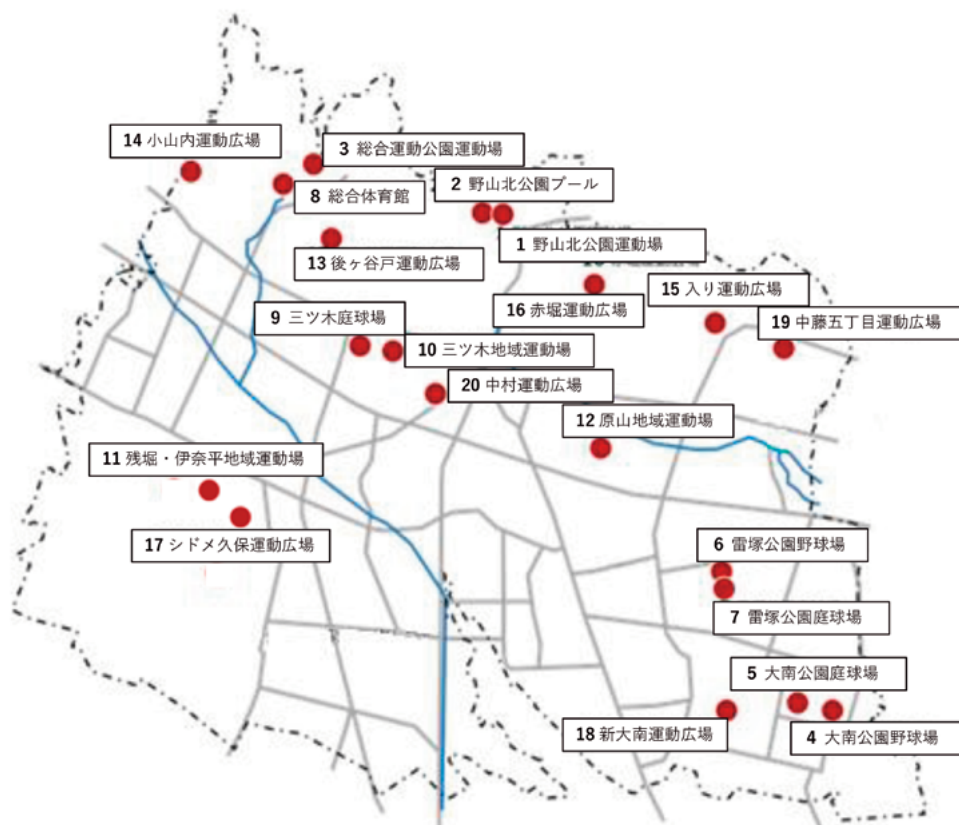 14 小山内運動広場
3 総合運動公園運動場
2 野山北公園プール
8 総合体育館
1 野山北公園運動場
13 後ヶ谷戸運動広場
15 入り運動広場
9 三ツ木庭球場
16 赤堀運動広場
19 中藤五丁目運動広場
10 三ツ木地域運動場
20 中村運動広場
12 原山地域運動場
11 残堀・伊奈平地域運動場
17 シドメ久保運動広場
6 雷塚公園野球場
7 雷塚公園庭球場
5 大南公園庭球場
18 新大南運動広場
4 大南公園野球場